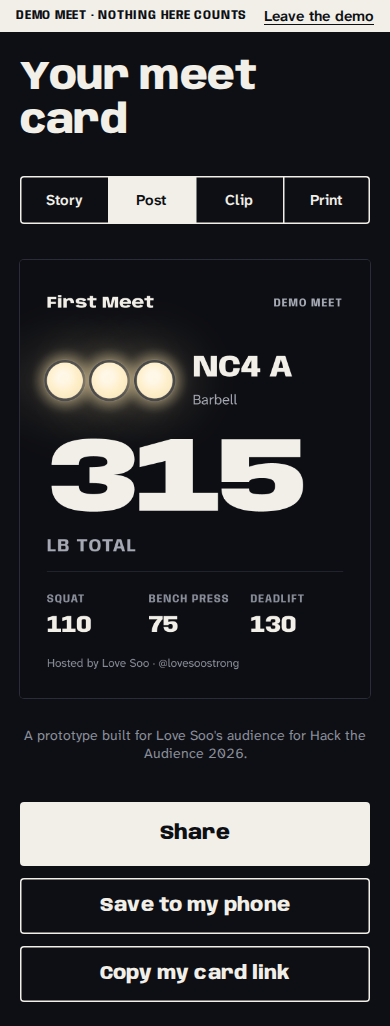 DEMO MEET · NOTHING HERE COUNTS
Leave the demo
Your meet
card
Story
Post
Clip
Print
First Meet
DEMO MEET
NC4 A
Barbell
315
LB TOTAL
SQUAT
BENCH PRESS
DEADLIFT
110
75
130
Hosted by Love Soo · @lovesoostrong
A prototype built for Love Soo's audience for Hack the
Audience 2026.
Share
Save to my phone
Copy my card link